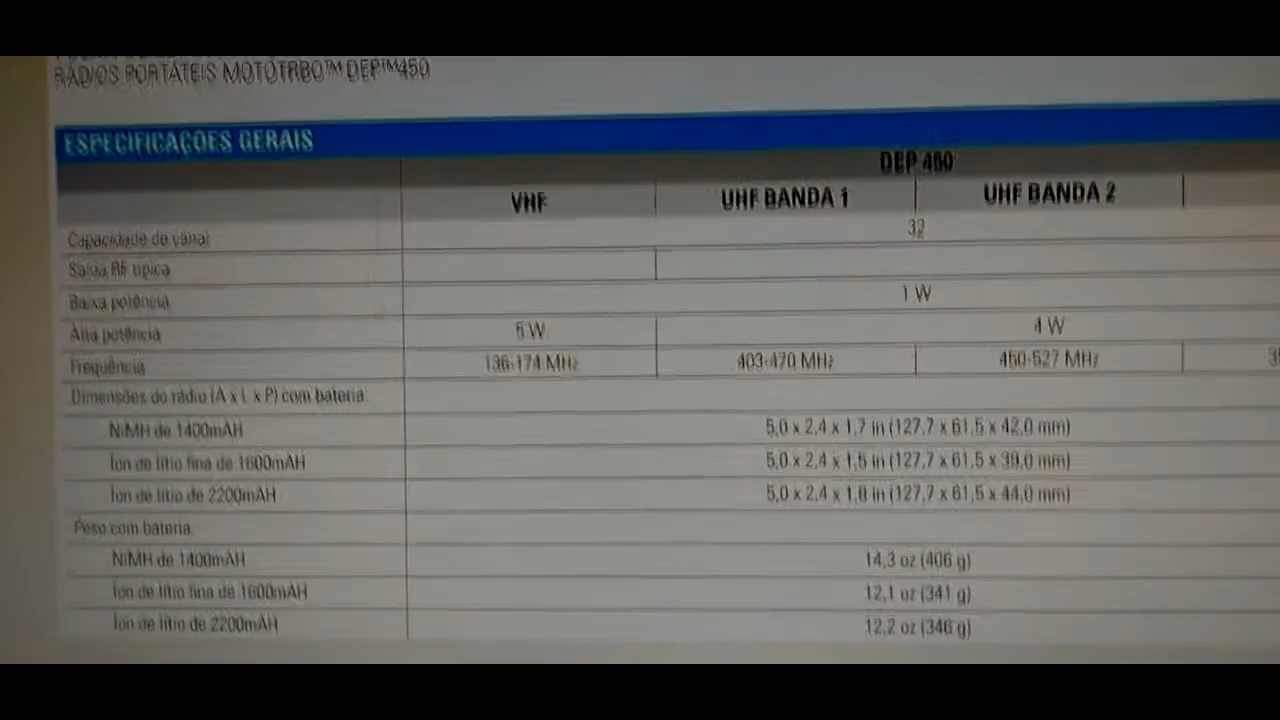 RÁDIOS PORTÁTEIS MOTOTRBO™ DEP™450
ESPECIFICAÇÕES GERAIS
DEP 450
VHF UHF BANDA 1 UHF BANDA 2
Capacidade de canal 32
Saída RF típica
Baixa potência 1 W
Alta potência 5 W 4 W
Frequência 136-174 MHz 403-470 MHz 450-527 MHz
Dimensões do rádio (A x L x P) com bateria
NiMH de 1400mAH 5,0 x 2,4 x 1,7 in (127,7 x 61,5 x 42,0 mm)
Íon de lítio fina de 1600mAH 5,0 x 2,4 x 1,5 in (127,7 x 61,5 x 39,0 mm)
Íon de lítio de 2200mAH 5,0 x 2,4 x 1,8 in (127,7 x 61,5 x 44,0 mm)
Peso com bateria
NiMH de 1400mAH 14,3 oz (406 g)
Íon de lítio fina de 1600mAH 12,1 oz (341 g)
Íon de lítio de 2200mAH 12,2 oz (346 g)